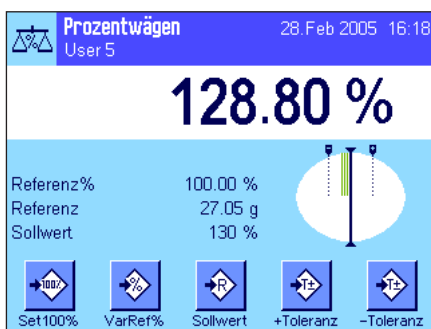 Prozentwägen 28.Feb 2005 16:18
User 5
128.80 %
Referenz% 100.00 %
Referenz 27.05 g
Sollwert 130 %
100% % R T± T±
Set100% VarRef% Sollwert +Toleranz -Toleranz